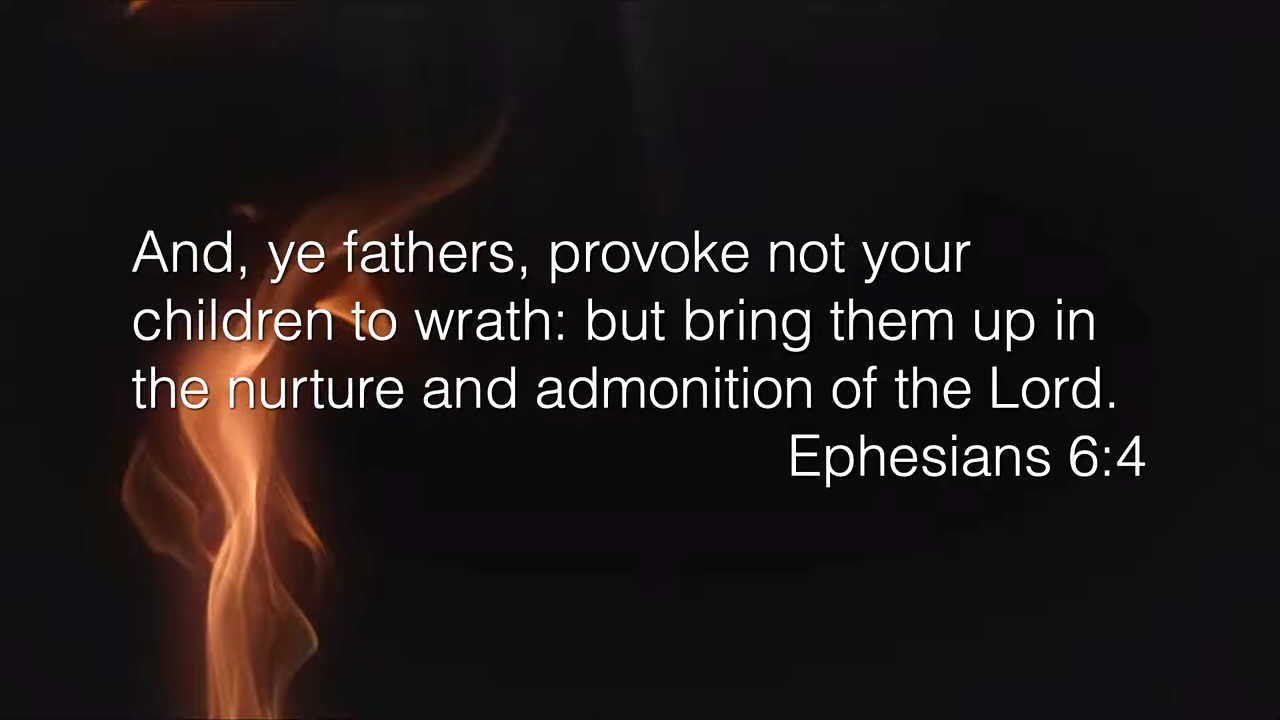 And, ye fathers, provoke not your
children to wrath: but bring them up in
the nurture and admonition of the Lord.
Ephesians 6:4